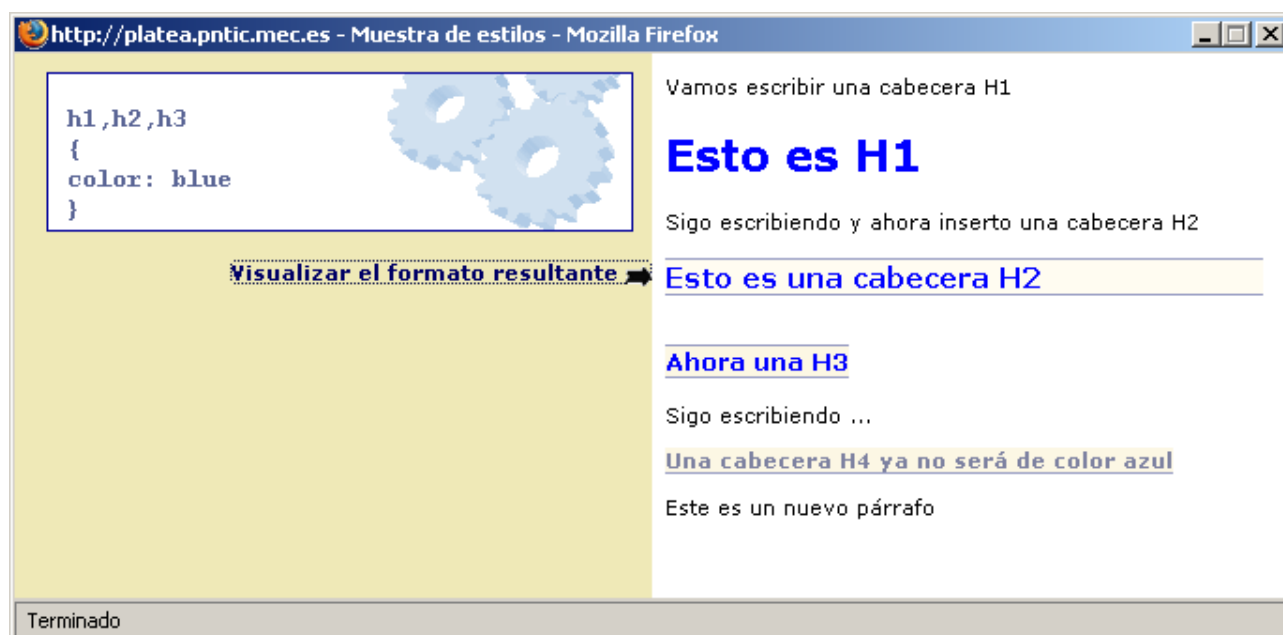 http://platea.pntic.mec.es - Muestra de estilos - Mozilla Firefox
h1,h2,h3
{
color: blue
}
Visualizar el formato resultante
Vamos escribir una cabecera H1
Esto es H1
Sigo escribiendo y ahora inserto una cabecera H2
Esto es una cabecera H2
Ahora una H3
Sigo escribiendo ...
Una cabecera H4 ya no será de color azul
Este es un nuevo párrafo
Terminado